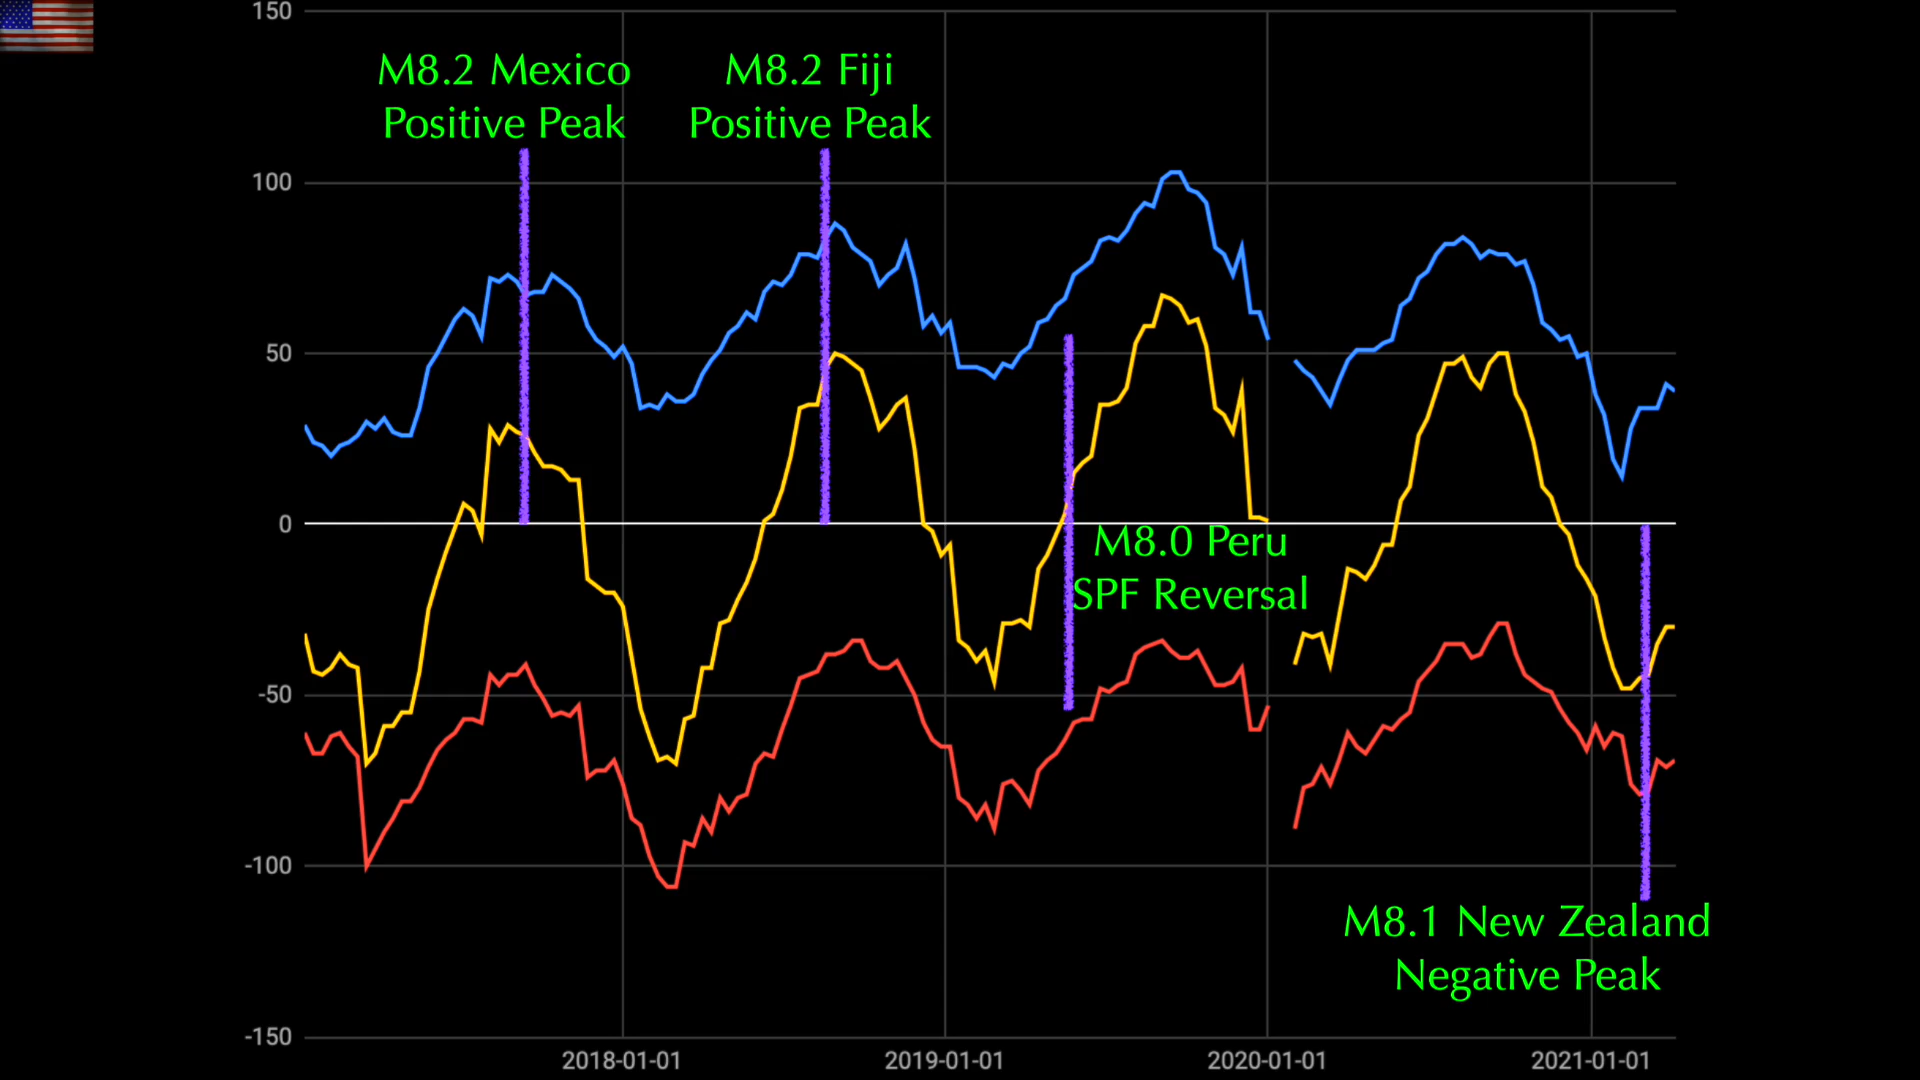 150
M8.2 Mexico
Positive Peak
M8.2 Fiji
Positive Peak
100
50
0
M8.0 Peru
SPF Reversal
-50
-100
M8.1 New Zealand
Negative Peak
-150
2018-01-01
2019-01-01
2020-01-01
2021-01-01